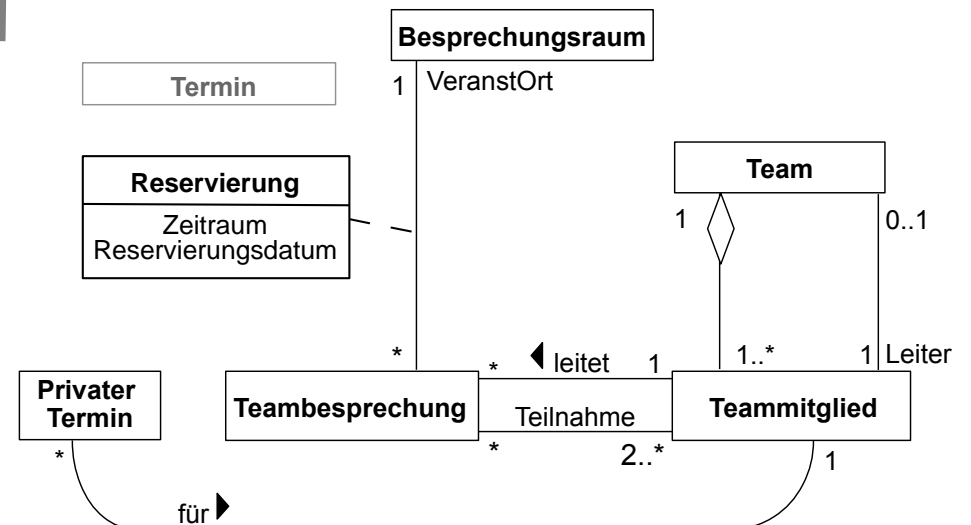 Besprechungsraum
1 VeranstOrt
Termin
Reservierung
Zeitraum
Reservierungsdatum
Team
1
0..1
*
* leitet 1
1..*
1 Leiter
Privater
Termin
Teambesprechung
Teilnahme
Teammitglied
*
*
2..*
1
für